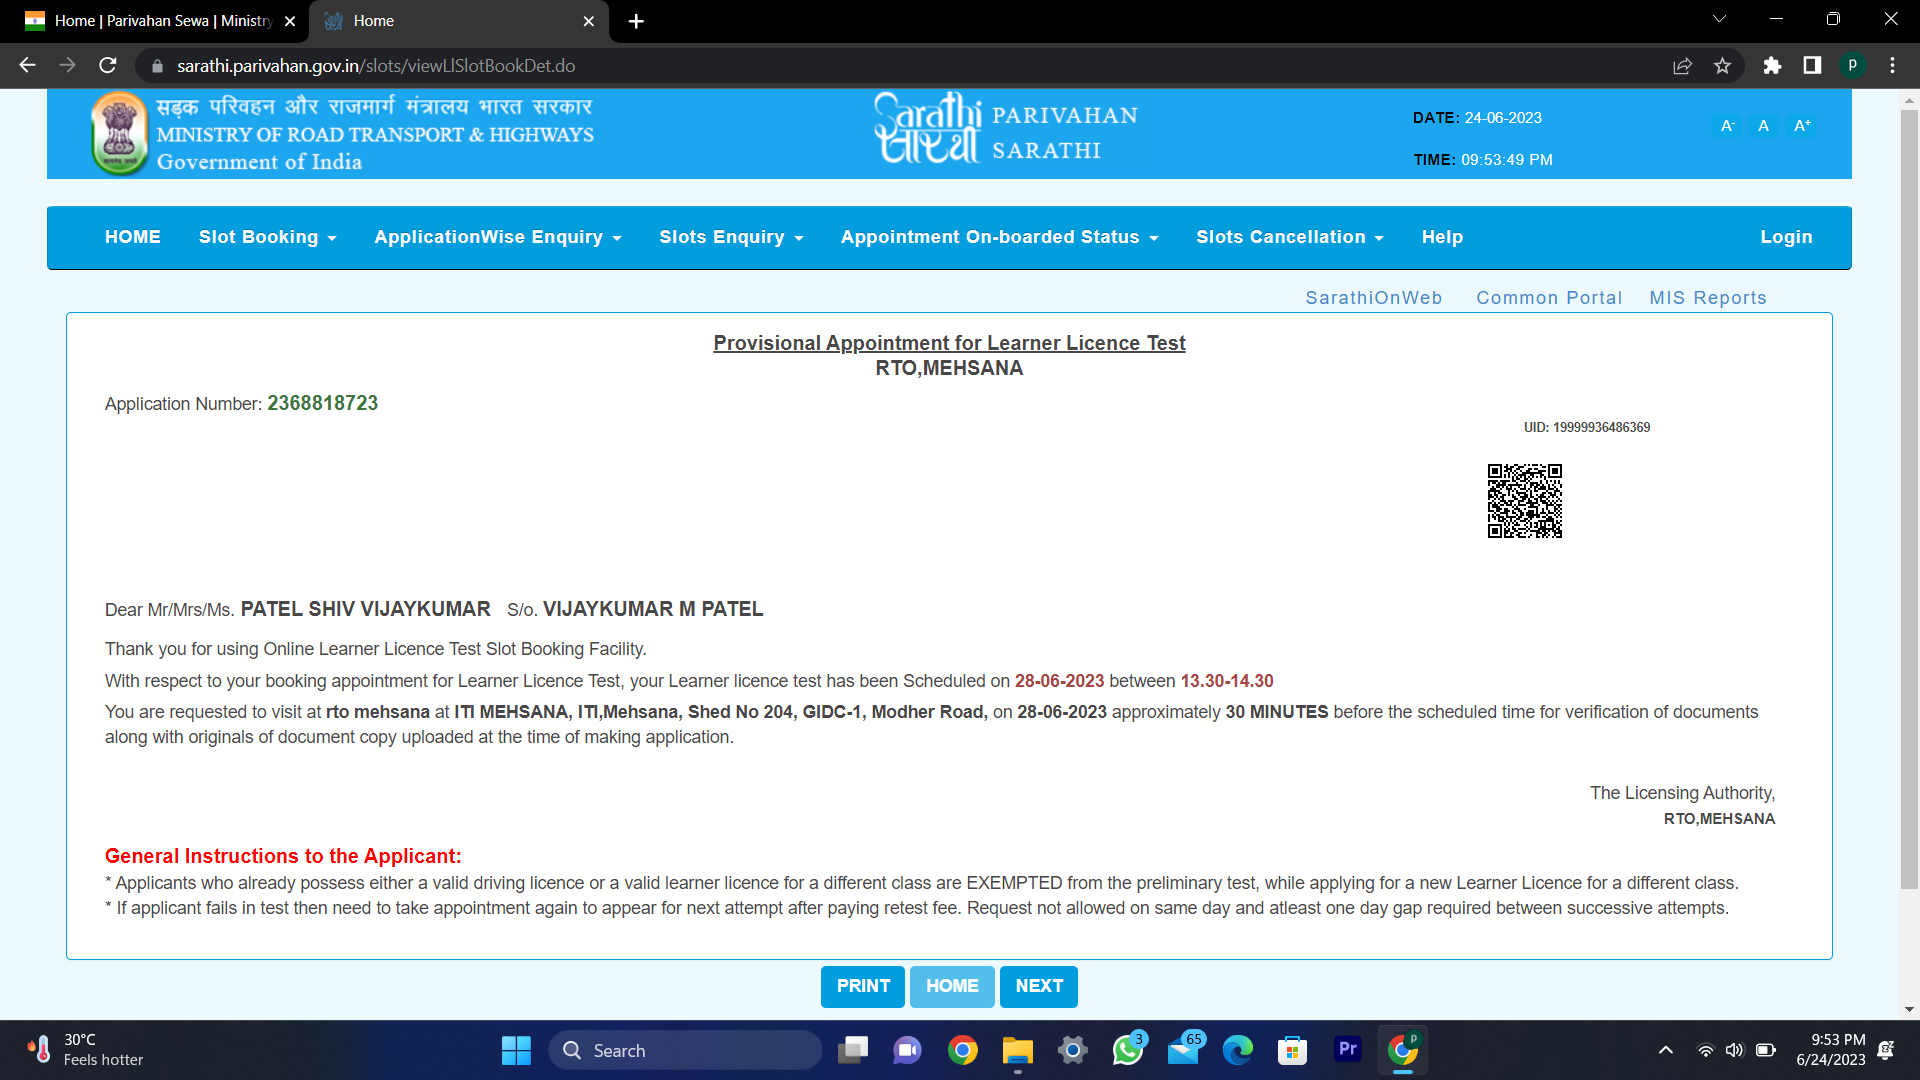 Home | Parivahan Sewa | Ministry
Home
sarathi.parivahan.gov.in/slots/viewLlSlotBookDet.do
P
सड़क परिवहन और राजमार्ग मंत्रालय भारत सरकार
MINISTRY OF ROAD TRANSPORT & HIGHWAYS
Government of India
Sarathi
सारथी
PARIVAHAN
SARATHI
DATE: 24-06-2023
TIME: 09:53:49 PM
A- A A+
HOME Slot Booking ApplicationWise Enquiry Slots Enquiry Appointment On-boarded Status Slots Cancellation Help Login
SarathiOnWeb Common Portal MIS Reports
Provisional Appointment for Learner Licence Test
RTO,MEHSANA
Application Number: 2368818723
UID: 19999936486369
Dear Mr/Mrs/Ms. PATEL SHIV VIJAYKUMAR S/o. VIJAYKUMAR M PATEL
Thank you for using Online Learner Licence Test Slot Booking Facility.
With respect to your booking appointment for Learner Licence Test, your Learner licence test has been Scheduled on 28-06-2023 between 13.30-14.30
You are requested to visit at rto mehsana at ITI MEHSANA, ITI,Mehsana, Shed No 204, GIDC-1, Modher Road, on 28-06-2023 approximately 30 MINUTES before the scheduled time for verification of documents
along with originals of document copy uploaded at the time of making application.
The Licensing Authority,
RTO,MEHSANA
General Instructions to the Applicant:
* Applicants who already possess either a valid driving licence or a valid learner licence for a different class are EXEMPTED from the preliminary test, while applying for a new Learner Licence for a different class.
* If applicant fails in test then need to take appointment again to appear for next attempt after paying retest fee. Request not allowed on same day and atleast one day gap required between successive attempts.
PRINT HOME NEXT
30°C
Feels hotter
Search
3
65
Pr
P
9:53 PM
6/24/2023